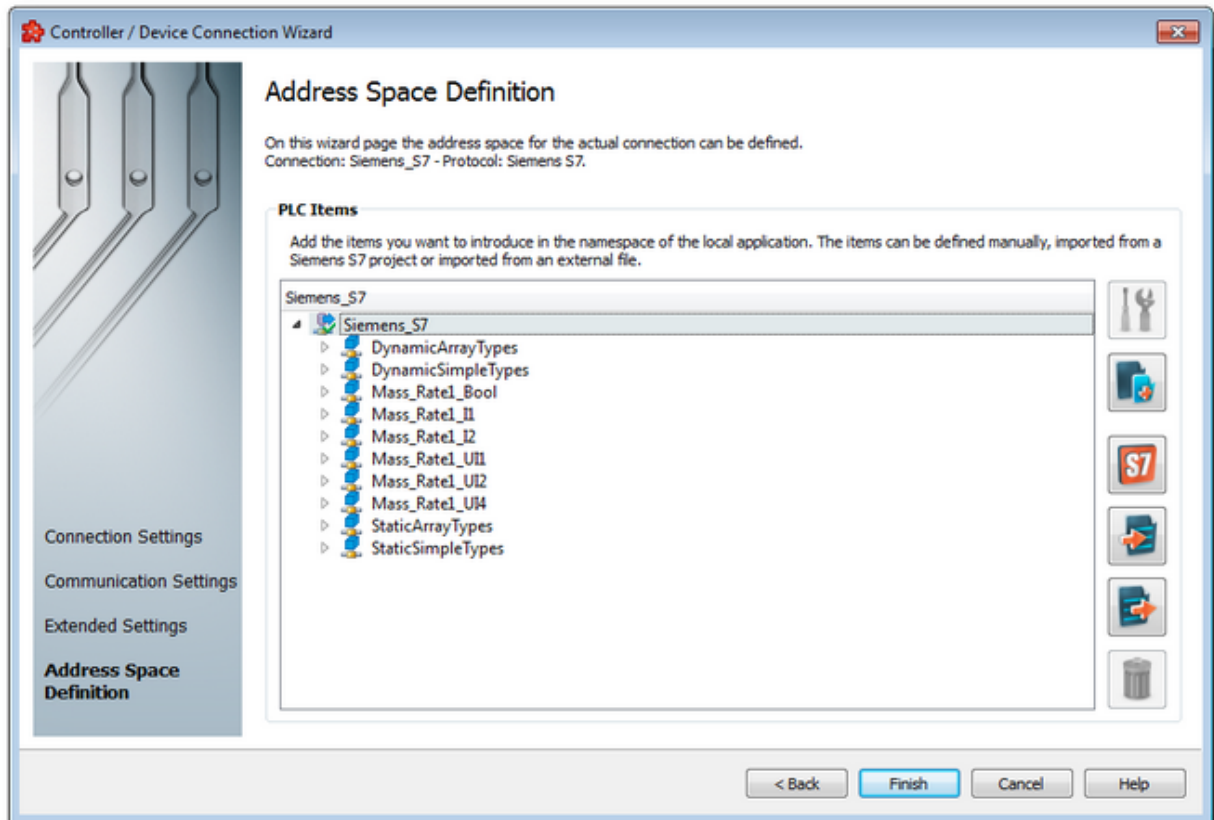 Controller / Device Connection Wizard
Address Space Definition
On this wizard page the address space for the actual connection can be defined.
Connection: Siemens_S7 - Protocol: Siemens S7.
PLC Items
Add the items you want to introduce in the namespace of the local application. The items can be defined manually, imported from a
Siemens S7 project or imported from an external file.
Siemens_S7
Siemens_S7
DynamicArrayTypes
DynamicSimpleTypes
Mass_Rate1_Bool
Mass_Rate1_I1
Mass_Rate1_I2
Mass_Rate1_UI1
Mass_Rate1_UI2
Mass_Rate1_UI4
StaticArrayTypes
StaticSimpleTypes
S7
Connection Settings
Communication Settings
Extended Settings
Address Space
Definition
< Back
Finish
Cancel
Help